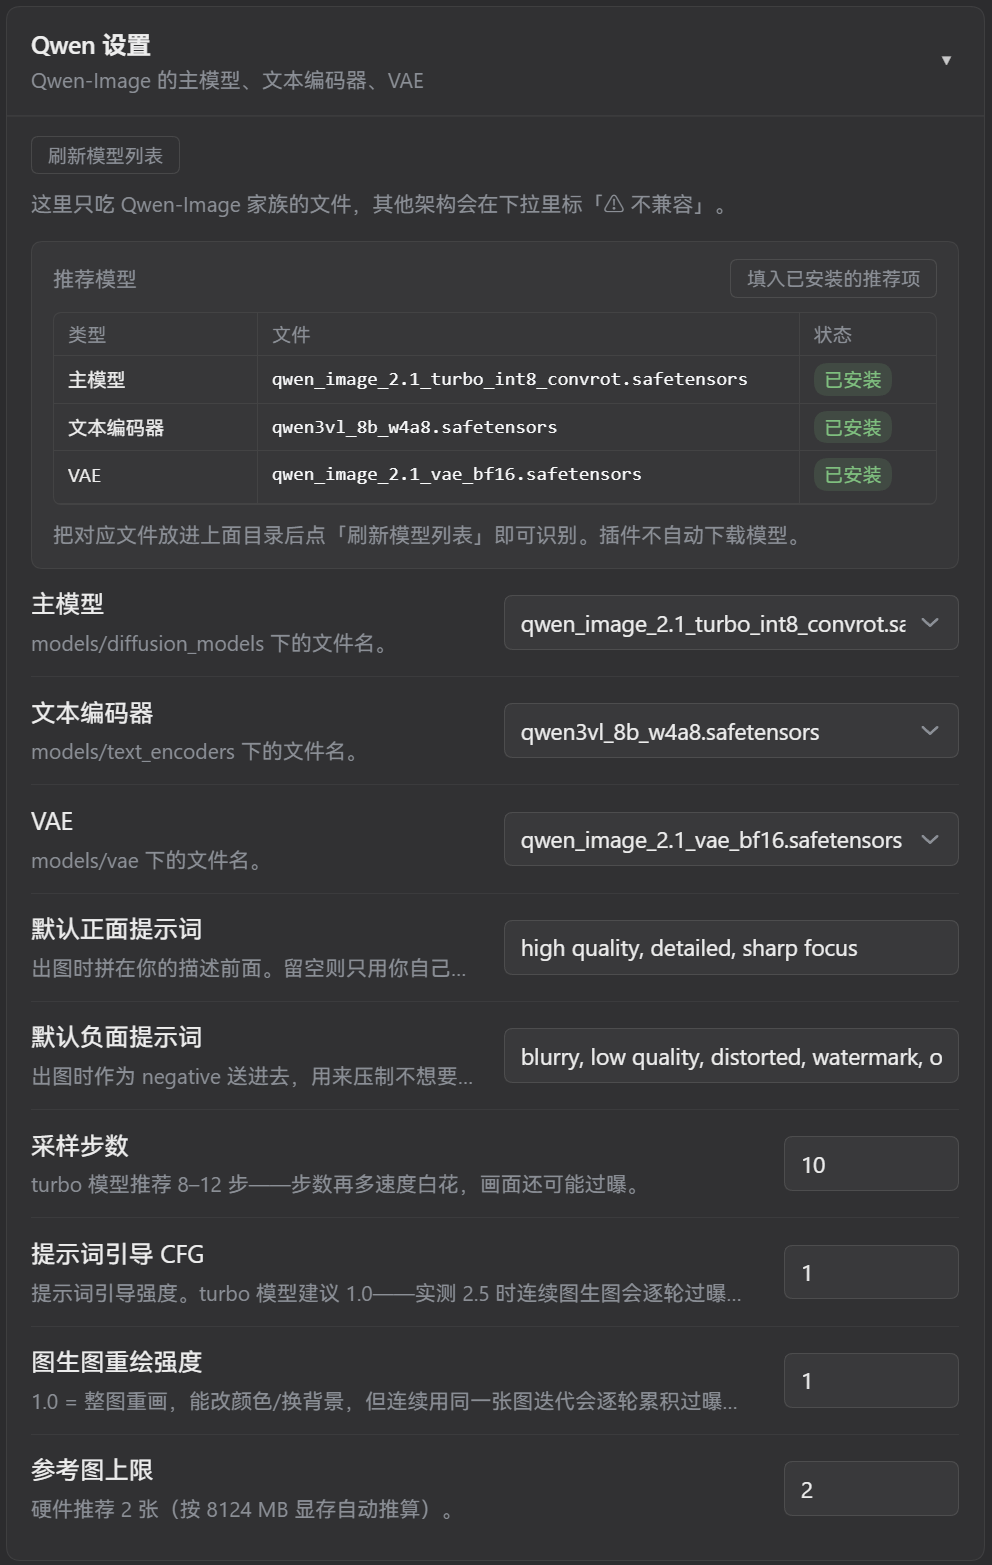 Qwen 设置
Qwen-Image 的主模型、文本编码器、VAE
▼
刷新模型列表
这里只吃 Qwen-Image 家族的文件，其他架构会在下拉里标「⚠ 不兼容」。
推荐模型
填入已安装的推荐项
类型 文件 状态
主模型 qwen_image_2.1_turbo_int8_convrot.safetensors 已安装
文本编码器 qwen3vl_8b_w4a8.safetensors 已安装
VAE qwen_image_2.1_vae_bf16.safetensors 已安装
把对应文件放进上面目录后点「刷新模型列表」即可识别。插件不自动下载模型。
主模型
models/diffusion_models 下的文件名。
qwen_image_2.1_turbo_int8_convrot.sa
文本编码器
models/text_encoders 下的文件名。
qwen3vl_8b_w4a8.safetensors
VAE
models/vae 下的文件名。
qwen_image_2.1_vae_bf16.safetensors
默认正面提示词
出图时拼在你的描述前面。留空则只用你自己...
high quality, detailed, sharp focus
默认负面提示词
出图时作为 negative 送进去，用来压制不想要...
blurry, low quality, distorted, watermark, o
采样步数
turbo 模型推荐 8–12 步——步数再多速度白花，画面还可能过曝。
10
提示词引导 CFG
提示词引导强度。turbo 模型建议 1.0——实测 2.5 时连续图生图会逐轮过曝...
1
图生图重绘强度
1.0 = 整图重画，能改颜色/换背景，但连续用同一张图迭代会逐轮累积过曝...
1
参考图上限
硬件推荐 2 张（按 8124 MB 显存自动推算）。
2